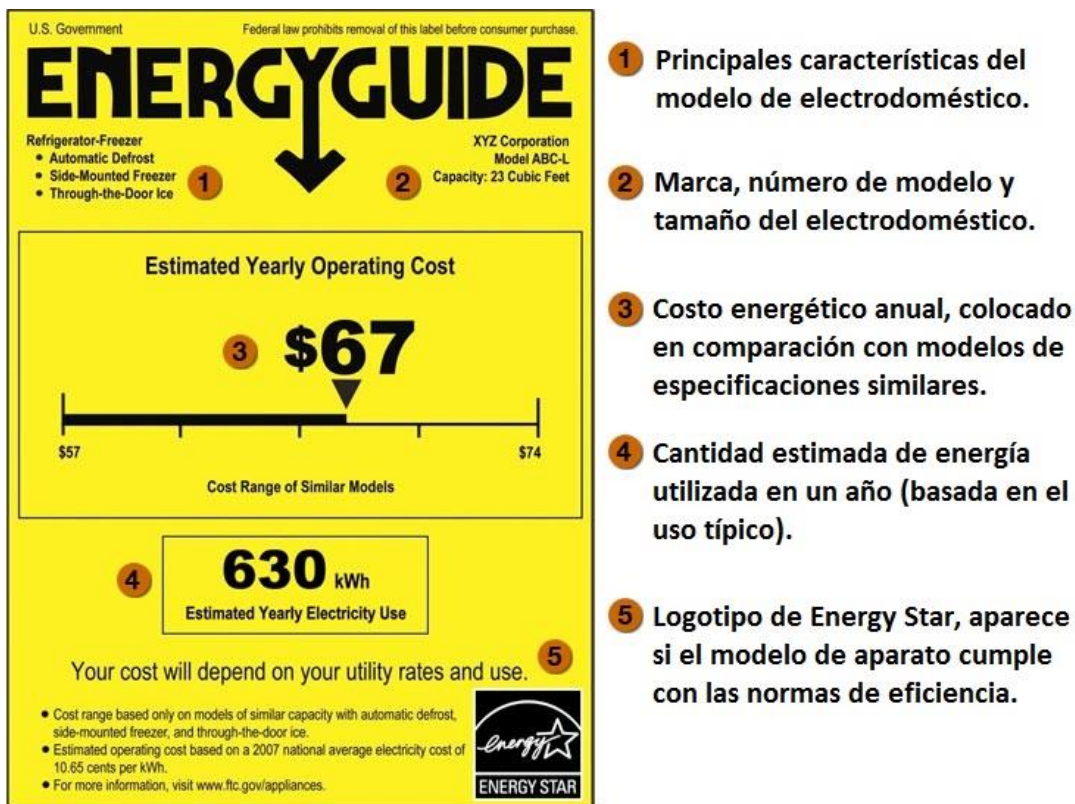 U.S. Government
Federal law prohibits removal of this label before consumer purchase.
ENERGYGUIDE
Refrigerator-Freezer
• Automatic Defrost
• Side-Mounted Freezer
• Through-the-Door Ice
1
2
XYZ Corporation
Model ABC-L
Capacity: 23 Cubic Feet
Estimated Yearly Operating Cost
3
$67
$57
$74
Cost Range of Similar Models
4
630 kWh
Estimated Yearly Electricity Use
5
Your cost will depend on your utility rates and use.
• Cost range based only on models of similar capacity with automatic defrost,
side-mounted freezer, and through-the-door ice.
• Estimated operating cost based on a 2007 national average electricity cost of
10.65 cents per kWh.
• For more information, visit www.ftc.gov/appliances.
energy
ENERGY STAR
1 Principales características del
modelo de electrodoméstico.
2 Marca, número de modelo y
tamaño del electrodoméstico.
3 Costo energético anual, colocado
en comparación con modelos de
especificaciones similares.
4 Cantidad estimada de energía
utilizada en un año (basada en el
uso típico).
5 Logotipo de Energy Star, aparece
si el modelo de aparato cumple
con las normas de eficiencia.